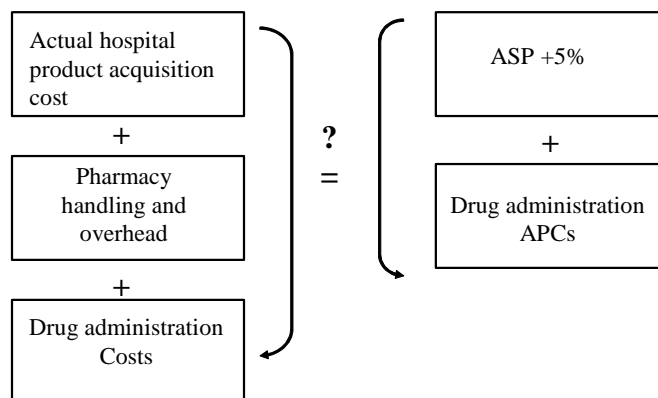 Actual hospital
product acquisition
cost
+
Pharmacy
handling and
overhead
+
Drug administration
Costs
?
=
ASP +5%
+
Drug administration
APCs